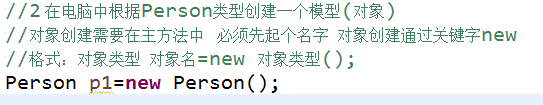 //2在电脑中根据Person类型创建一个模型(对象)
//对象创建需要在主方法中 必须先起个名字 对象创建通过关键字new
//格式：对象类型 对象名=new 对象类型();
Person p1=new Person();